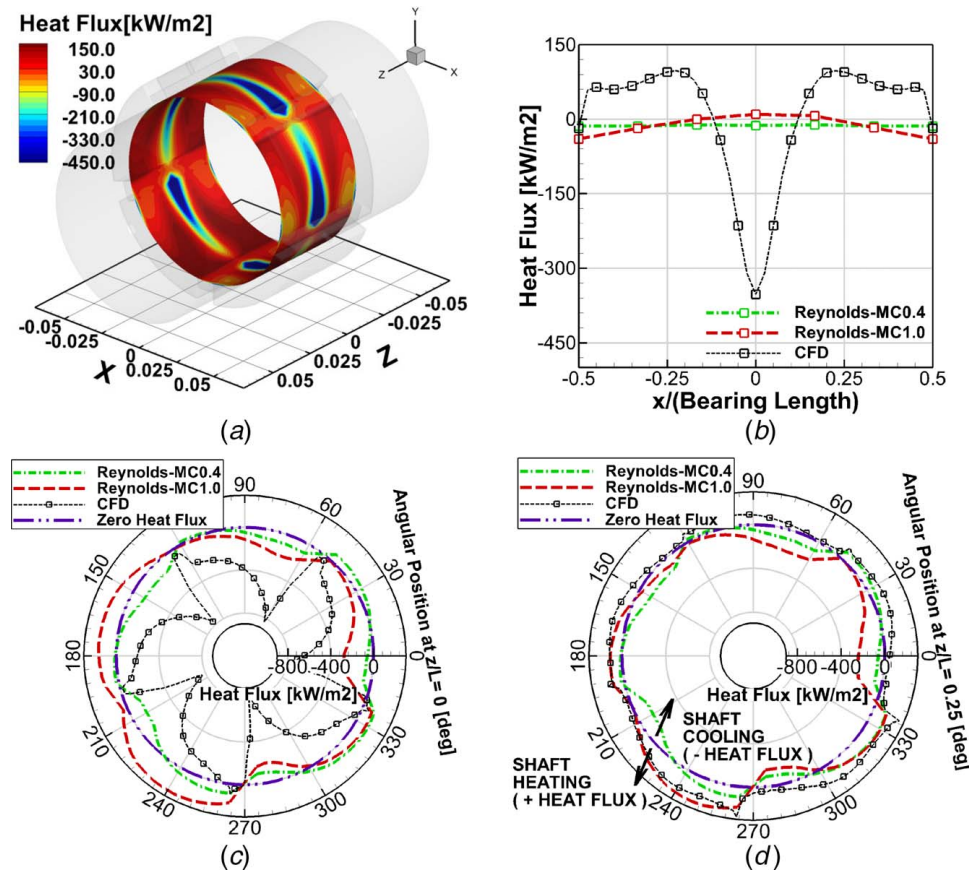 Heat Flux[kW/m2]
150.0
30.0
-90.0
-210.0
-330.0
-450.0
Y
Z
X
-0.05
-0.025
0
0.025
0.05
X
-0.05
-0.025
0
0.025
0.05
Z
(a)
Heat Flux [kW/m2]
150
0
-150
-300
-450
Reynolds-MC0.4
Reynolds-MC1.0
CFD
-0.5
-0.25
0
0.25
0.5
x/(Bearing Length)
(b)
Reynolds-MC0.4
Reynolds-MC1.0
CFD
Zero Heat Flux
90
60
30
0
330
300
270
240
210
180
150
-800
-400
0
Heat Flux [kW/m2]
Angular Position at z/L= 0 [deg]
(c)
Reynolds-MC0.4
Reynolds-MC1.0
CFD
Zero Heat Flux
90
60
30
0
330
300
270
240
210
180
150
-800
-400
0
Heat Flux [kW/m2]
SHAFT
COOLING
( - HEAT FLUX )
SHAFT
HEATING
( + HEAT FLUX )
Angular Position at z/L= 0.25 [deg]
(d)